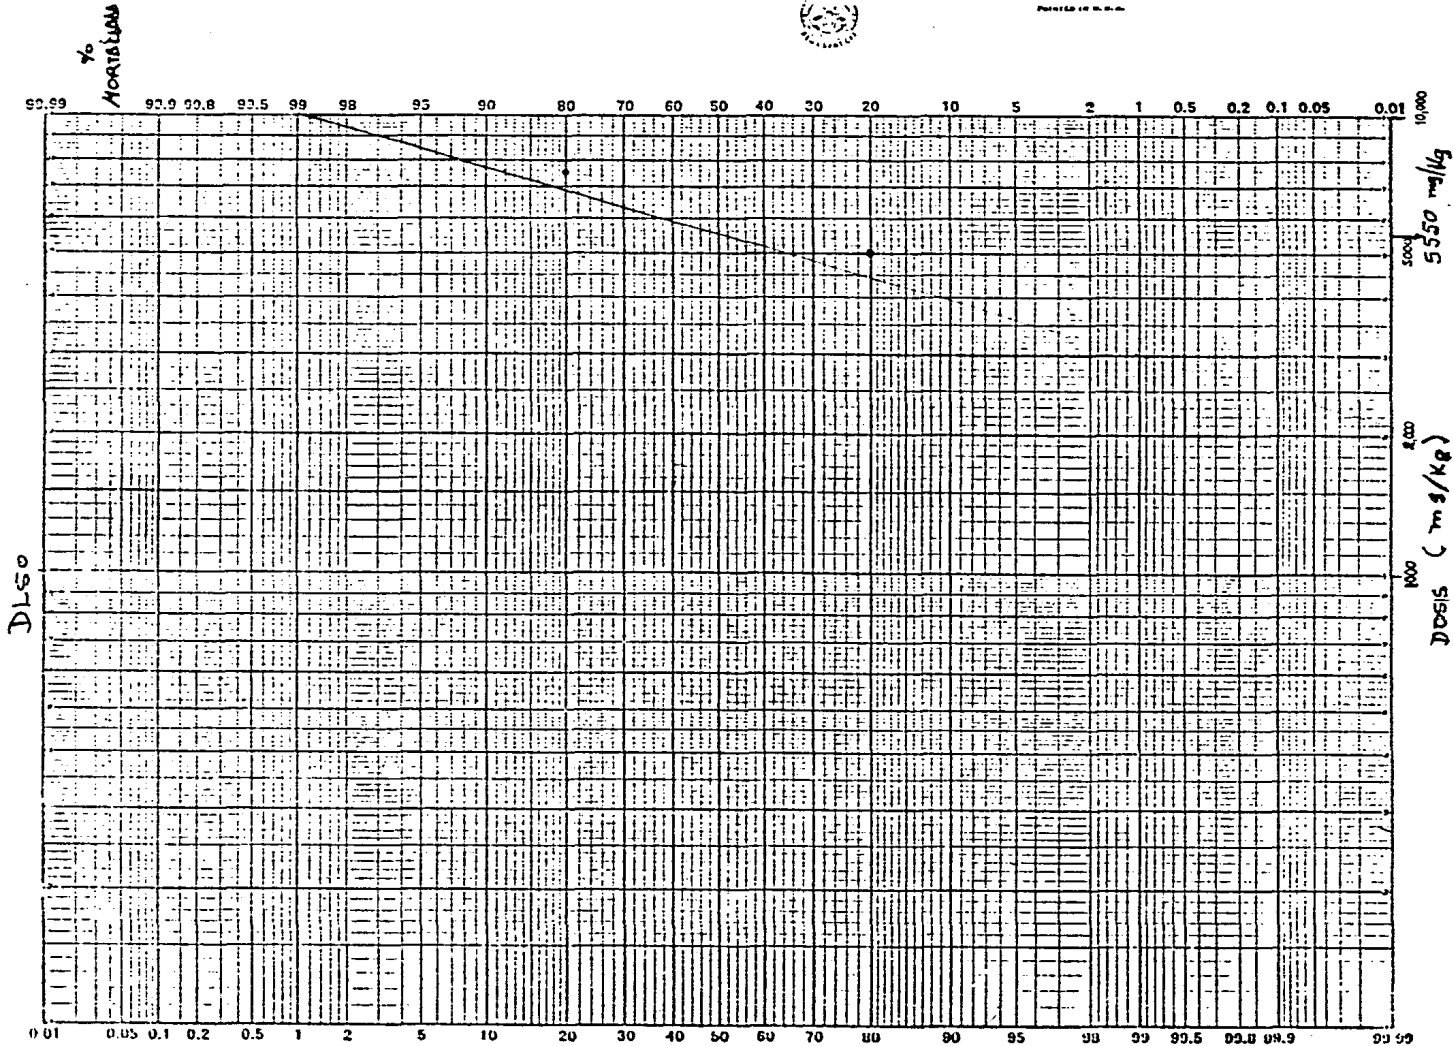 %
MORTALIDAD
99.99 99.9 99.8 99.5 99 98 95 90 80 70 60 50 40 30 20 10 5 2 1 0.5 0.2 0.1 0.05 0.01
10,000
5000
5550 mg/Kg
1000
DOSIS (mg/Kg)
DL50
0.01 0.05 0.1 0.2 0.5 1 2 5 10 20 30 40 50 60 70 80 90 95 98 99 99.5 99.8 99.9 99.99